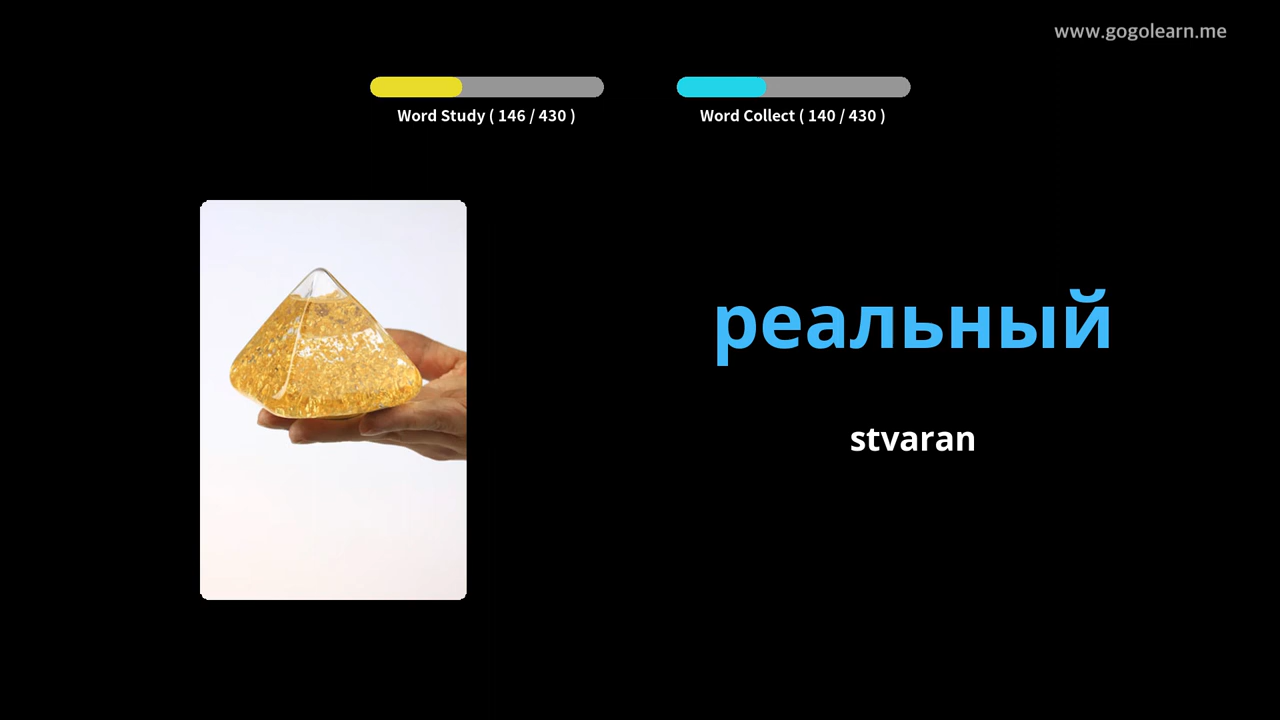 www.gogolearn.me
Word Study ( 146 / 430 )
Word Collect ( 140 / 430 )
реальный
stvaran